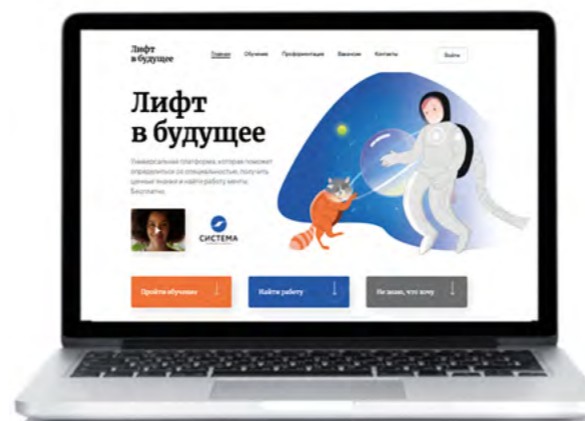 Лифт
в будущее
Главная Обучение Профориентация Вакансии Контакты
Войти
Лифт
в будущее
Универсальная платформа, которая поможет
определиться со специальностью, получить
ценные знания и найти работу мечты.
Бесплатно.
СИСТЕМА
Пройти обучение
Найти работу
Не знаю, что хочу